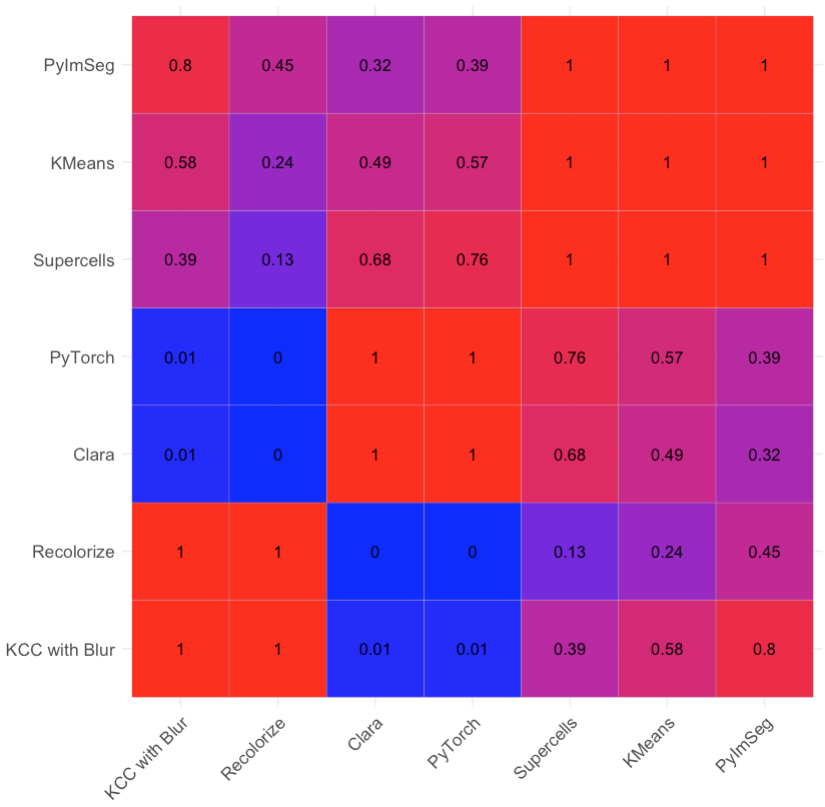 PyImSeg 0.8 0.45 0.32 0.39 1 1 1
KMeans 0.58 0.24 0.49 0.57 1 1 1
Supercells 0.39 0.13 0.68 0.76 1 1 1
PyTorch 0.01 0 1 1 0.76 0.57 0.39
Clara 0.01 0 1 1 0.68 0.49 0.32
Recolorize 1 1 0 0 0.13 0.24 0.45
KCC with Blur 1 1 0.01 0.01 0.39 0.58 0.8
KCC with Blur Recolorize Clara PyTorch Supercells KMeans PyImSeg